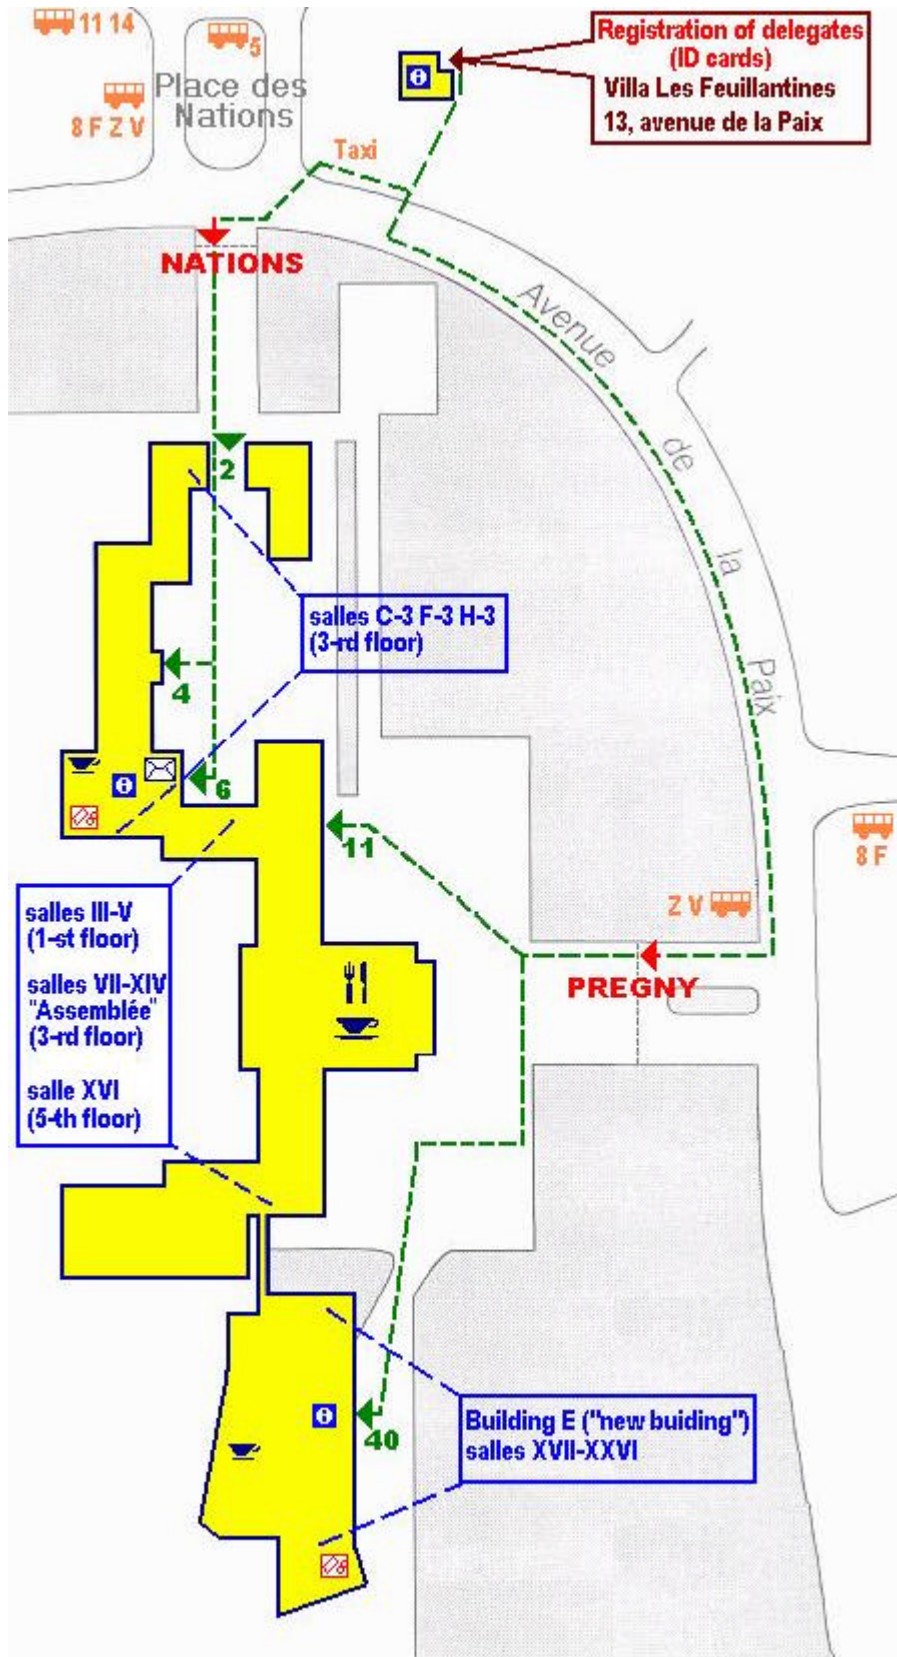 11 14
5
Place des
Nations
8 F Z V
Registration of delegates
(ID cards)
Villa Les Feuillantines
13, avenue de la Paix
Taxi
NATIONS
Avenue
de
la
Paix
2
salles C-3 F-3 H-3
(3-rd floor)
4
6
11
8 F
Z V
PREGNY
salles III-V
(1-st floor)
salles VII-XIV
"Assemblée"
(3-rd floor)
salle XVI
(5-th floor)
40
Building E ("new buiding")
salles XVII-XXVI